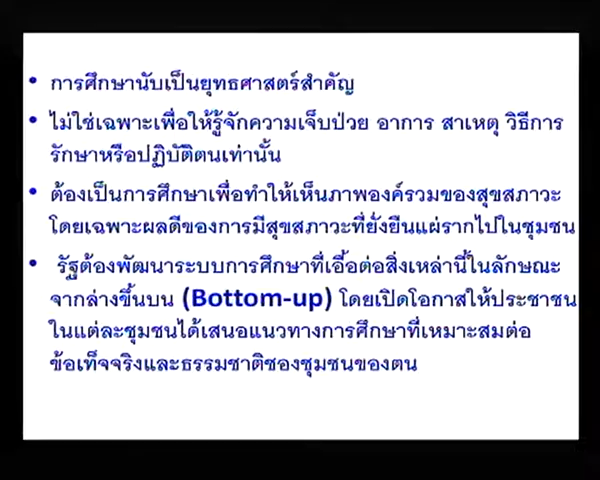 • การศึกษานับเป็นยุทธศาสตร์สำคัญ
• ไม่ใช่เฉพาะเพื่อให้รู้จักความเจ็บป่วย อาการ สาเหตุ วิธีการ
รักษาหรือปฏิบัติตนเท่านั้น
• ต้องเป็นการศึกษาเพื่อทำให้เห็นภาพองค์รวมของสุขสภาวะ
โดยเฉพาะผลดีของการมีสุขสภาวะที่ยั่งยืนแผ่รากไปในชุมชน
• รัฐต้องพัฒนาระบบการศึกษาที่เอื้อต่อสิ่งเหล่านี้ในลักษณะ
จากล่างขึ้นบน (Bottom-up) โดยเปิดโอกาสให้ประชาชน
ในแต่ละชุมชนได้เสนอแนวทางการศึกษาที่เหมาะสมต่อ
ข้อเท็จจริงและธรรมชาติชองชุมชนของตน